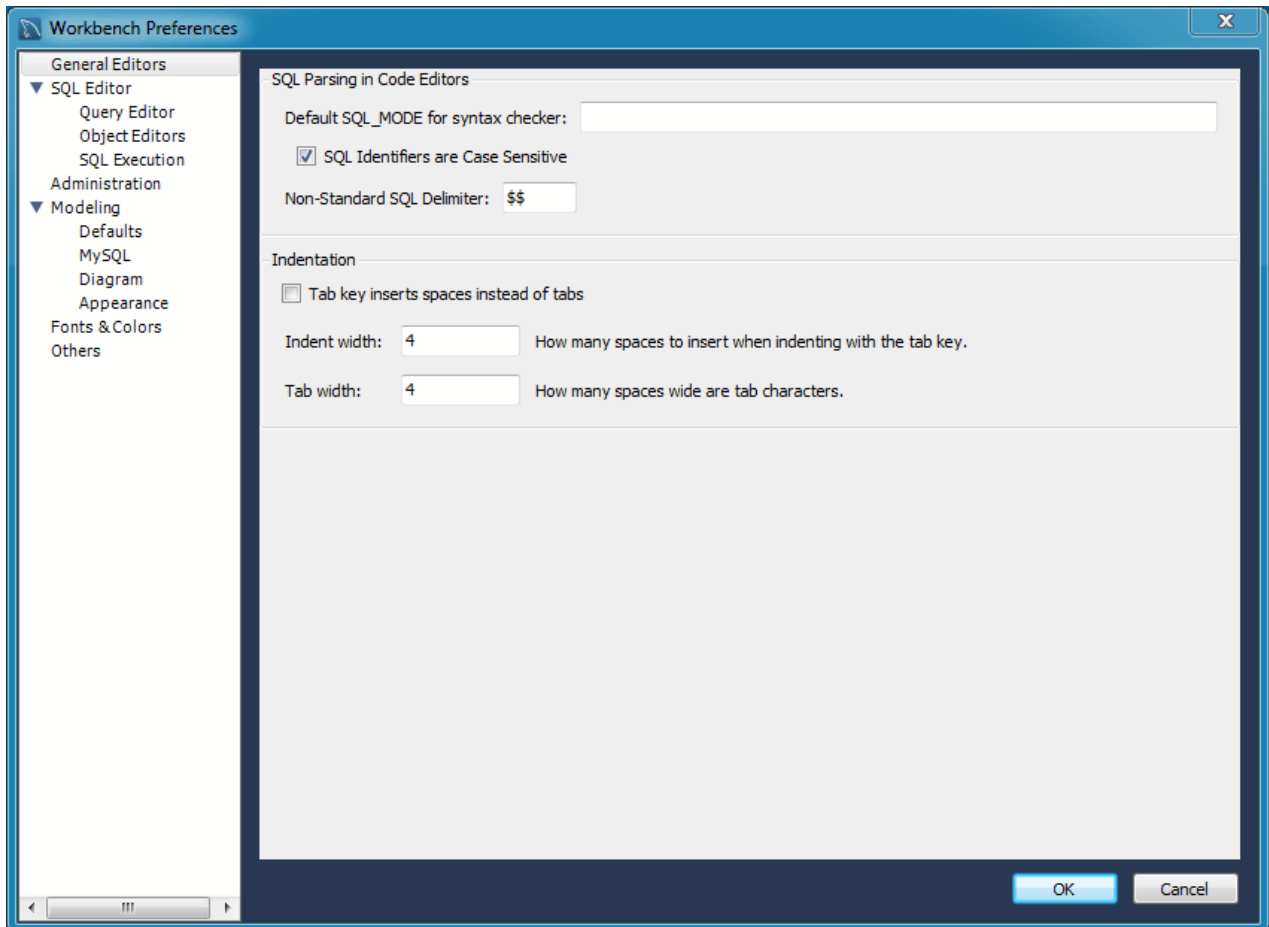 Workbench Preferences
General Editors
SQL Editor
Query Editor
Object Editors
SQL Execution
Administration
Modeling
Defaults
MySQL
Diagram
Appearance
Fonts & Colors
Others
SQL Parsing in Code Editors
Default SQL_MODE for syntax checker:
SQL Identifiers are Case Sensitive
Non-Standard SQL Delimiter: $$
Indentation
Tab key inserts spaces instead of tabs
Indent width: 4 How many spaces to insert when indenting with the tab key.
Tab width: 4 How many spaces wide are tab characters.
OK Cancel